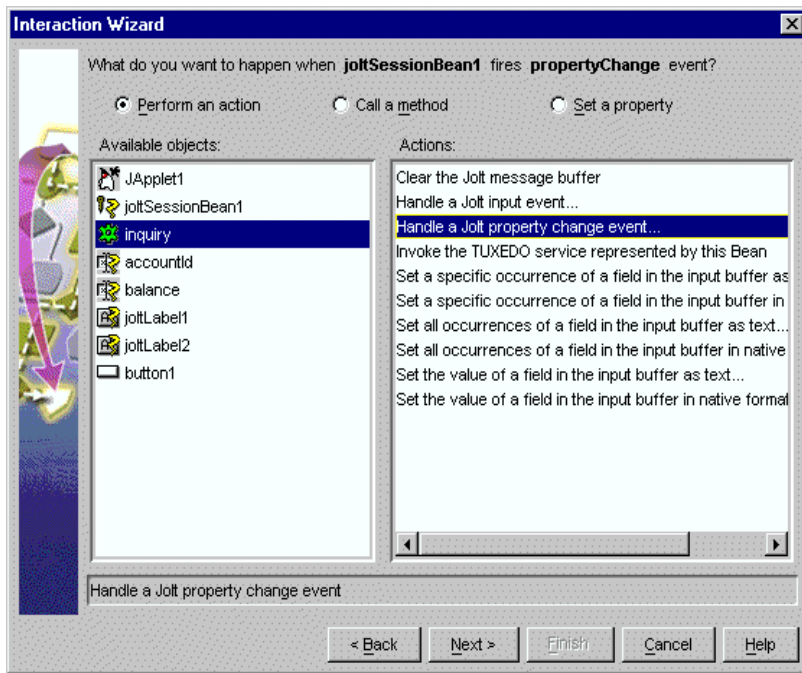 Interaction Wizard
What do you want to happen when joltSessionBean1 fires propertyChange event?
Perform an action Call a method Set a property
Available objects:
JApplet1
joltSessionBean1
inquiry
accountId
balance
joltLabel1
joltLabel2
button1
Actions:
Clear the Jolt message buffer
Handle a Jolt input event...
Handle a Jolt property change event...
Invoke the TUXEDO service represented by this Bean
Set a specific occurrence of a field in the input buffer as
Set a specific occurrence of a field in the input buffer in
Set all occurrences of a field in the input buffer as text...
Set all occurrences of a field in the input buffer in native
Set the value of a field in the input buffer as text...
Set the value of a field in the input buffer in native format
Handle a Jolt property change event
< Back Next > Finish Cancel Help